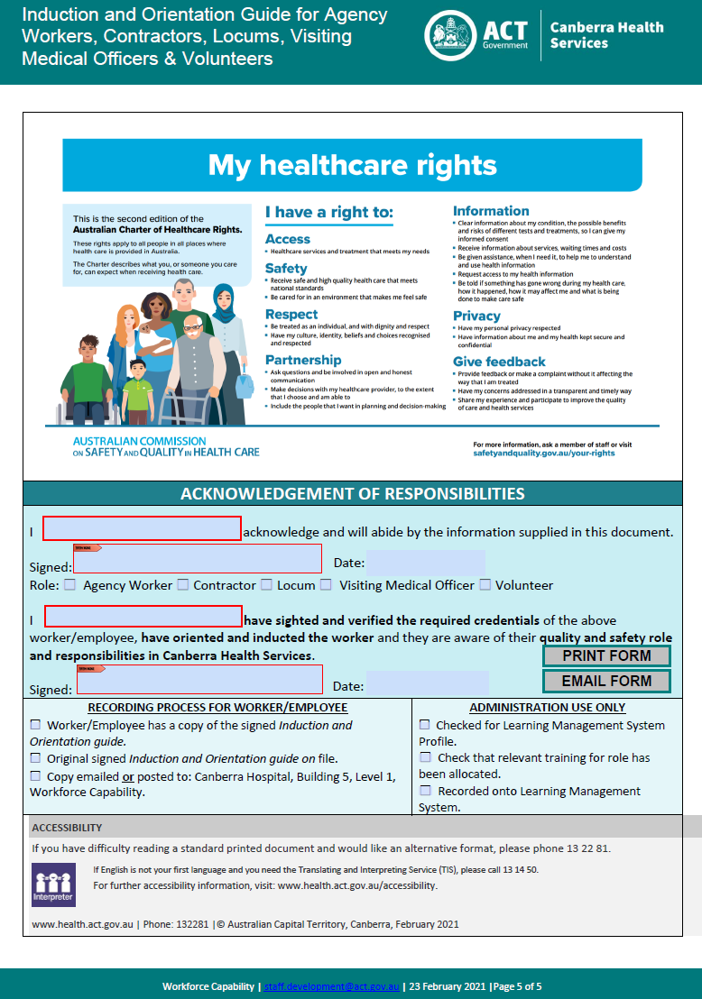 Induction and Orientation Guide for Agency
Workers, Contractors, Locums, Visiting
Medical Officers & Volunteers
ACT
Government
Canberra Health
Services
My healthcare rights
This is the second edition of the
Australian Charter of Healthcare Rights.
These rights apply to all people in all places where
health care is provided in Australia.
The Charter describes what you, or someone you care
for, can expect when receiving health care.
I have a right to:
Access
▪ Healthcare services and treatment that meets my needs
Safety
▪ Receive safe and high quality health care that meets
national standards
▪ Be cared for in an environment that makes me feel safe
Respect
▪ Be treated as an individual, and with dignity and respect
▪ Have my culture, identity, beliefs and choices recognised
and respected
Partnership
▪ Ask questions and be involved in open and honest
communication
▪ Make decisions with my healthcare provider, to the extent
that I choose and am able to
▪ Include the people that I want in planning and decision-making
Information
▪ Clear information about my condition, the possible benefits
and risks of different tests and treatments, so I can give my
informed consent
▪ Receive information about services, waiting times and costs
▪ Be given assistance, when I need it, to help me to understand
and use health information
▪ Request access to my health information
▪ Be told if something has gone wrong during my health care,
how it happened, how it may affect me and what is being
done to make care safe
Privacy
▪ Have my personal privacy respected
▪ Have information about me and my health kept secure and
confidential
Give feedback
▪ Provide feedback or make a complaint without it affecting the
way that I am treated
▪ Have my concerns addressed in a transparent and timely way
▪ Share my experience and participate to improve the quality
of care and health services
AUSTRALIAN COMMISSION
ON SAFETY AND QUALITY IN HEALTH CARE
For more information, ask a member of staff or visit
safetyandquality.gov.au/your-rights
ACKNOWLEDGEMENT OF RESPONSIBILITIES
I acknowledge and will abide by the information supplied in this document.
Signed: Date:
Role: Agency Worker Contractor Locum Visiting Medical Officer Volunteer
I have sighted and verified the required credentials of the above
worker/employee, have oriented and inducted the worker and they are aware of their quality and safety role
and responsibilities in Canberra Health Services.
PRINT FORM
EMAIL FORM
Signed: Date:
RECORDING PROCESS FOR WORKER/EMPLOYEE
Worker/Employee has a copy of the signed Induction and
Orientation guide.
Original signed Induction and Orientation guide on file.
Copy emailed or posted to: Canberra Hospital, Building 5, Level 1,
Workforce Capability.
ADMINISTRATION USE ONLY
Checked for Learning Management System
Profile.
Check that relevant training for role has
been allocated.
Recorded onto Learning Management
System.
ACCESSIBILITY
If you have difficulty reading a standard printed document and would like an alternative format, please phone 13 22 81.
Interpreter
If English is not your first language and you need the Translating and Interpreting Service (TIS), please call 13 14 50.
For further accessibility information, visit: www.health.act.gov.au/accessibility.
www.health.act.gov.au | Phone: 132281 |© Australian Capital Territory, Canberra, February 2021
Workforce Capability | staff.development@act.gov.au | 23 February 2021 |Page 5 of 5